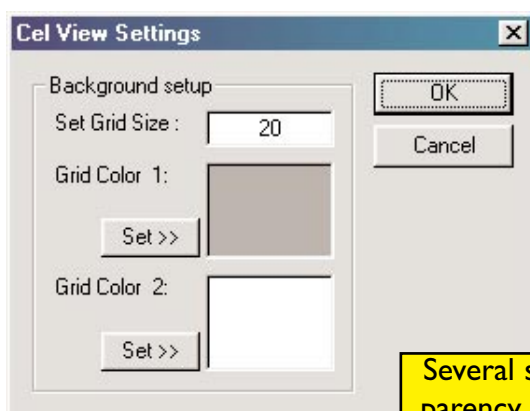 Cel View Settings
Background setup
Set Grid Size : 20
Grid Color 1:
Set >>
Grid Color 2:
Set >>
OK
Cancel
Several